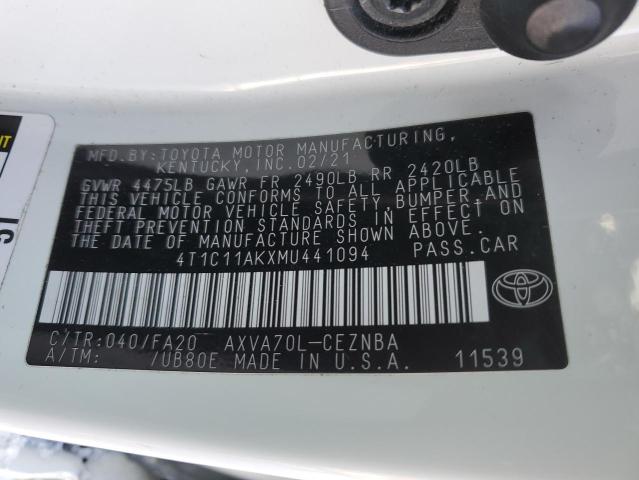 MFD.BY:TOYOTA MOTOR MANUFACTURING,
KENTUCKY, INC.02/21
GVWR 4475LB GAWR FR 2490LB RR 2420LB
THIS VEHICLE CONFORMS TO ALL APPLICABLE
FEDERAL MOTOR VEHICLE SAFETY, BUMPER, AND
THEFT PREVENTION STANDARDS IN EFFECT ON
THE DATE OF MANUFACTURE SHOWN ABOVE.
4T1C11AKXMU441094 PASS.CAR
C/TR:040/FA20 AXVA70L-CEZNBA
A/TM: /UB80E MADE IN U.S.A. 11539